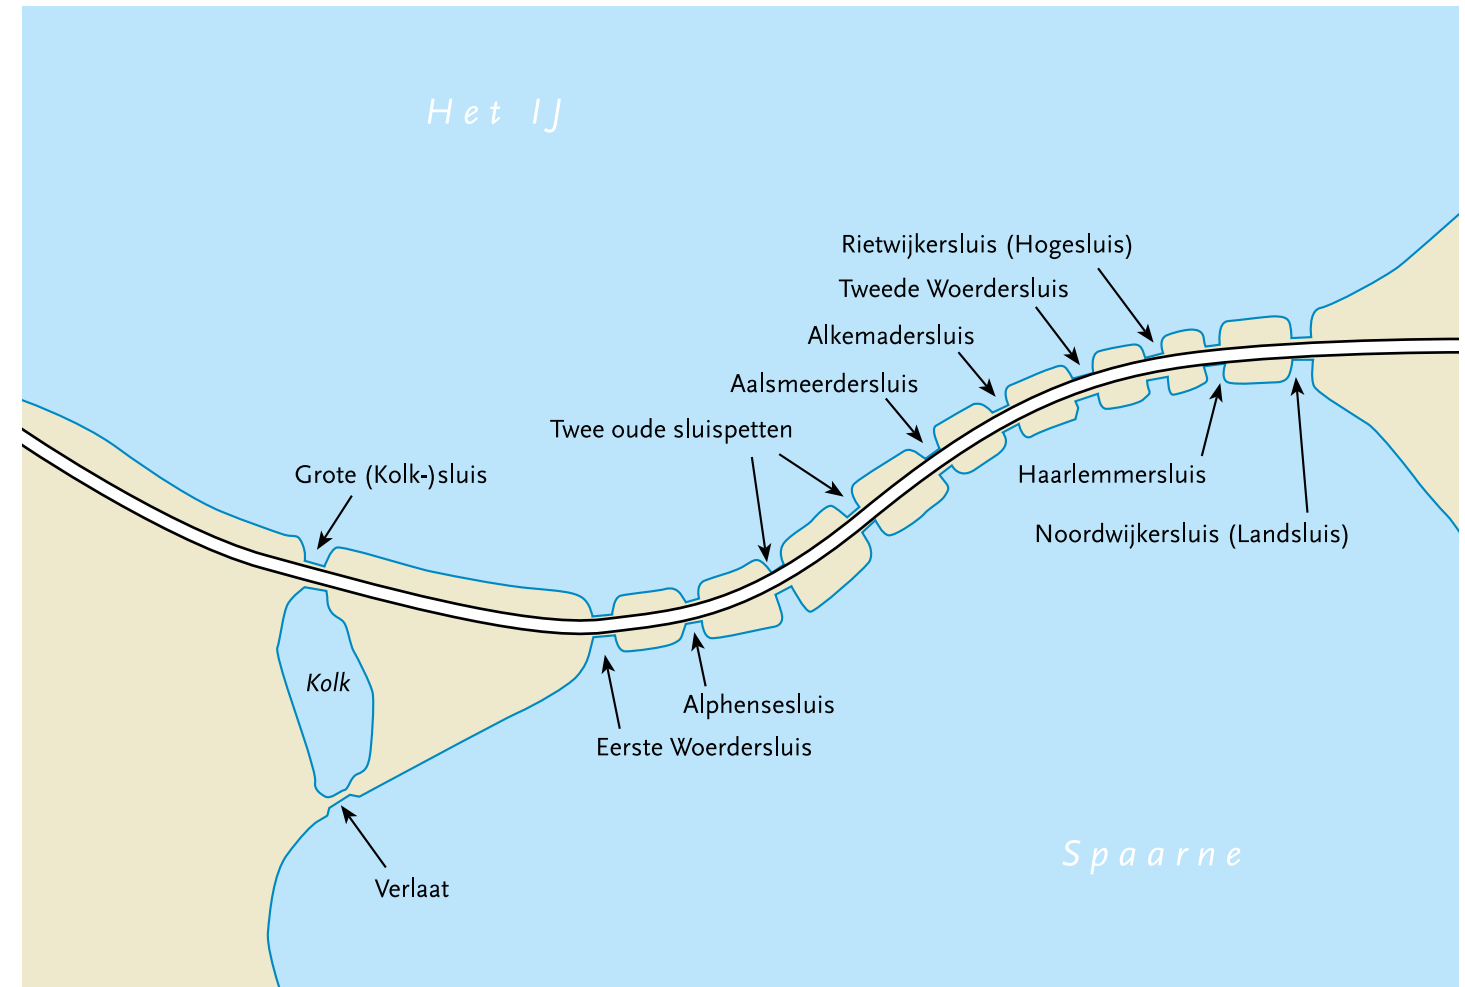 Het IJ
Rietwijkersluis (Hogesluis)
Tweede Woerdersluis
Alkemadersluis
Aalsmeerdersluis
Twee oude sluispetten
Grote (Kolk-)sluis
Haarlemmersluis
Noordwijkersluis (Landsluis)
Kolk
Alphensesluis
Eerste Woerdersluis
Spaarne
Verlaat